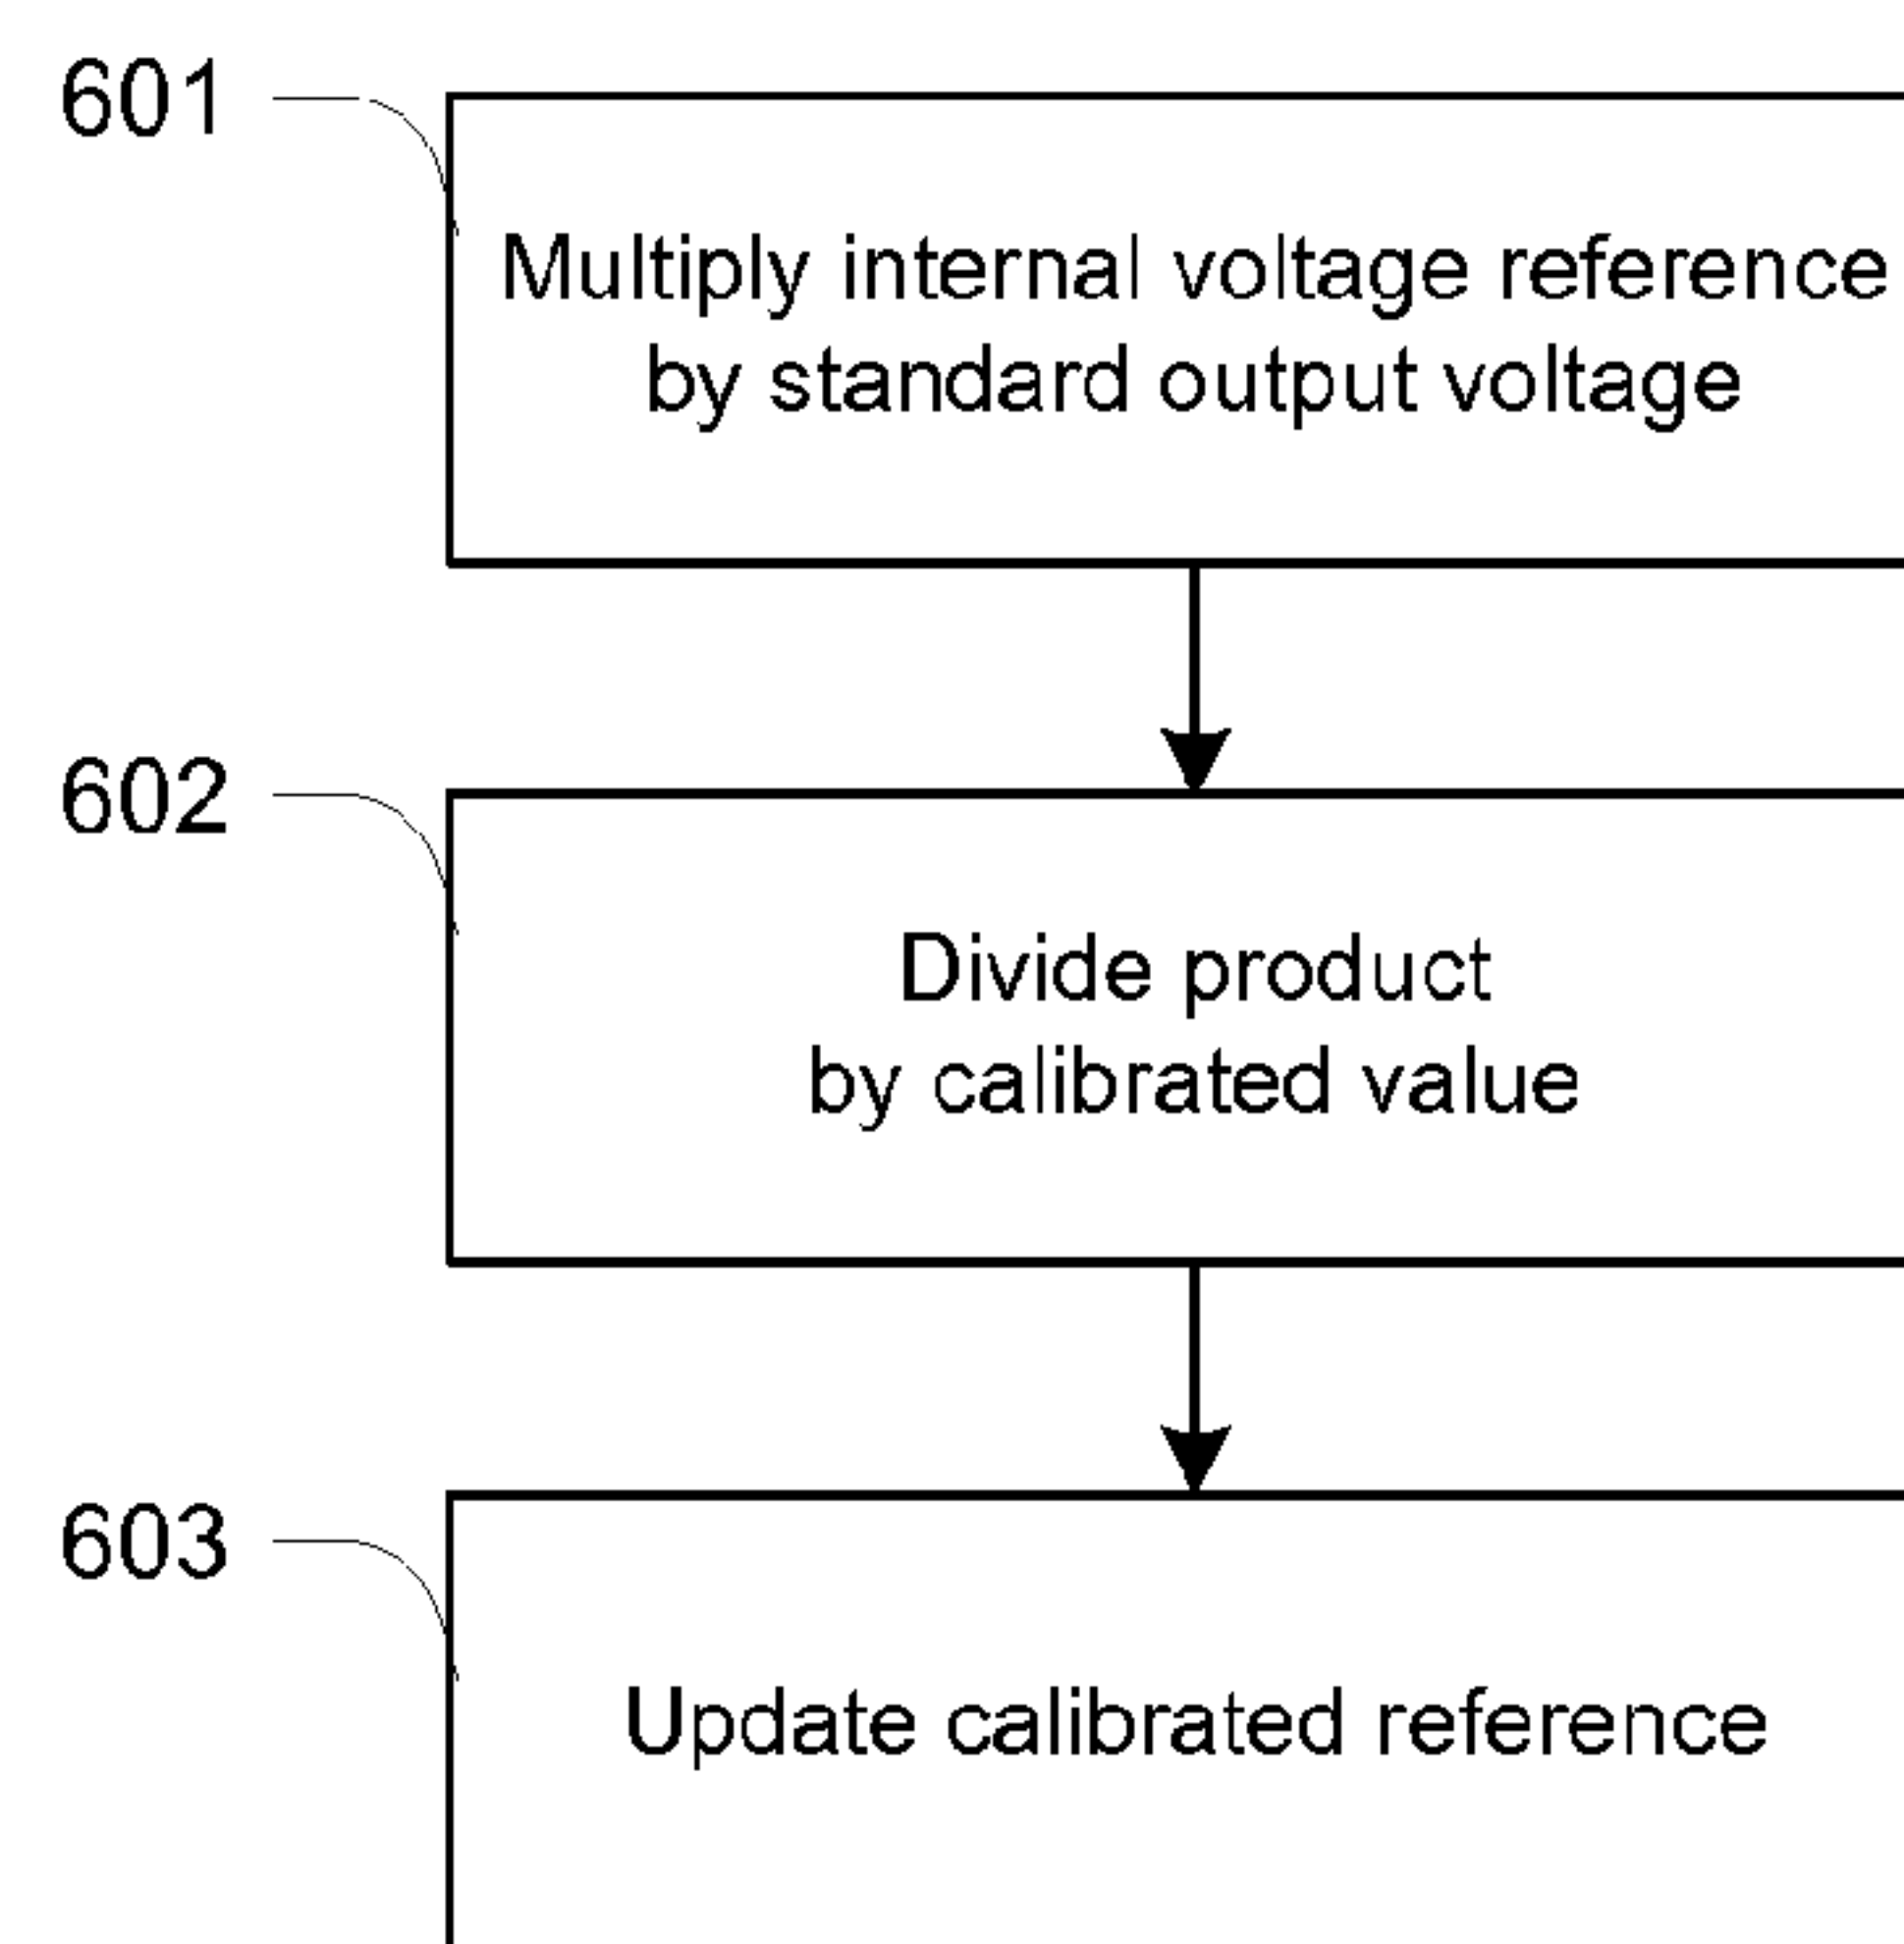 601
Multiply internal voltage reference
by standard output voltage
602
Divide product
by calibrated value
603
Update calibrated reference